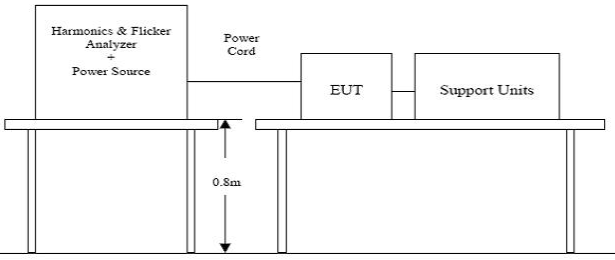 Harmonics & Flicker
Analyzer
+
Power Source
Power
Cord
EUT
Support Units
0.8m